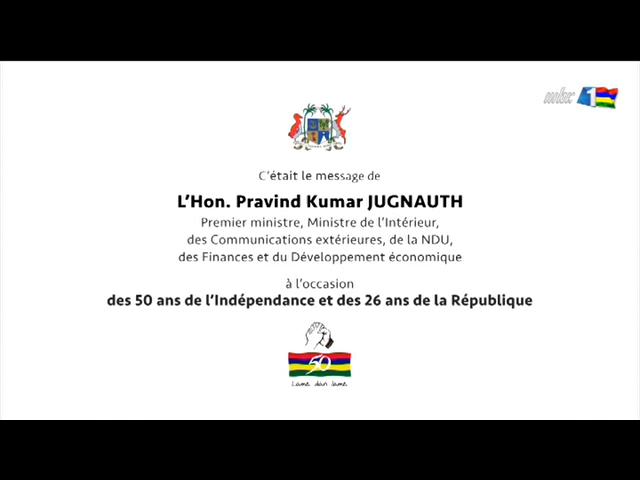 mbc 1
C'était le message de
L'Hon. Pravind Kumar JUGNAUTH
Premier ministre, Ministre de l'Intérieur,
des Communications extérieures, de la NDU,
des Finances et du Développement économique
à l'occasion
des 50 ans de l'Indépendance et des 26 ans de la République
50
Lame dan lame